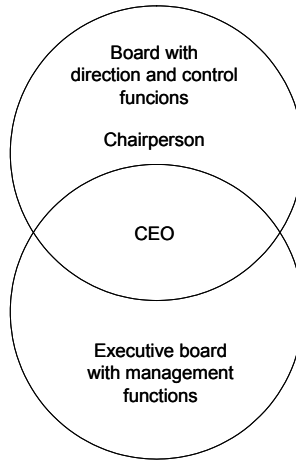 Board with
direction and control
funcions
Chairperson
CEO
Executive board
with management
functions